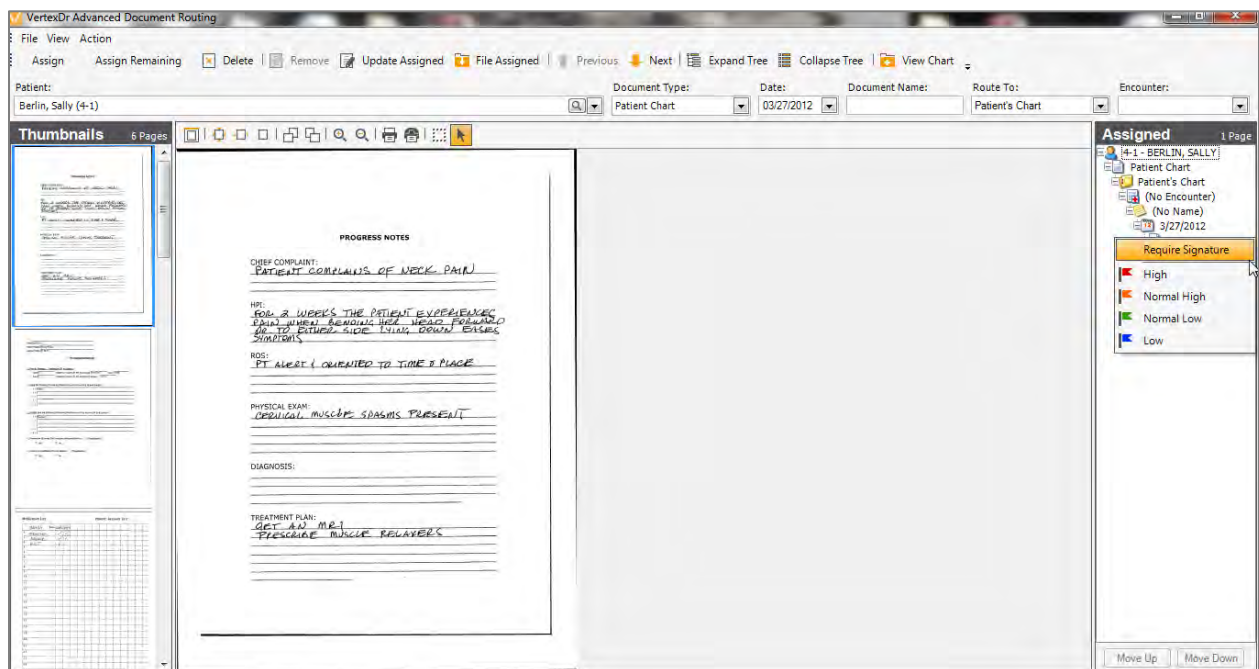 VertexDr Advanced Document Routing
File View Action
Assign Assign Remaining Delete Remove Update Assigned File Assigned Previous Next Expand Tree Collapse Tree View Chart
Patient: Document Type: Date: Document Name: Route To: Encounter:
Berlin, Sally (4-1) Patient Chart 03/27/2012 Patient's Chart
Thumbnails 6 Pages
PROGRESS NOTES
CHIEF COMPLAINT:
PATIENT COMPLAINS OF NECK PAIN
HPI:
FOR 2 WEEKS THE PATIENT EXPERIENCES
PAIN WHEN BENDING HER HEAD FORWARD
OR TO EITHER SIDE LYING DOWN EASES
SYMPTOMS
ROS:
PT ALERT & ORIENTED TO TIME & PLACE
PHYSICAL EXAM:
CERVICAL MUSCLE SPASMS PRESENT
DIAGNOSIS:
TREATMENT PLAN:
GET AN MRI
PRESCRIBE MUSCLE RELAXERS
Assigned 1 Page
4-1 - BERLIN, SALLY
Patient Chart
Patient's Chart
(No Encounter)
(No Name)
3/27/2012
Require Signature
High
Normal High
Normal Low
Low
Move Up Move Down